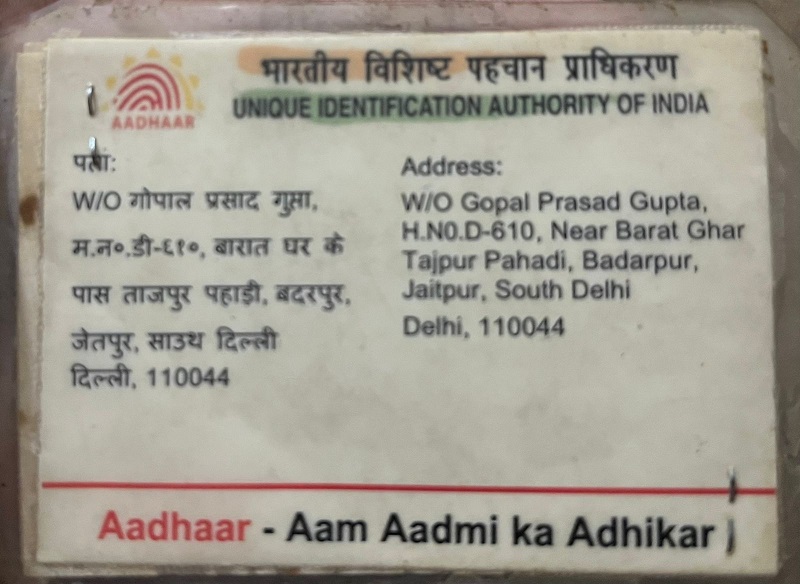 AADHAAR
भारतीय विशिष्ट पहचान प्राधिकरण
UNIQUE IDENTIFICATION AUTHORITY OF INDIA
पता:
W/O गोपाल प्रसाद गुप्ता,
म.न०.डी-६१०, बारात घर के
पास ताजपुर पहाड़ी, बदरपुर,
जेतपुर, साउथ दिल्ली
दिल्ली, 110044
Address:
W/O Gopal Prasad Gupta,
H.N0.D-610, Near Barat Ghar
Tajpur Pahadi, Badarpur,
Jaitpur, South Delhi
Delhi, 110044
Aadhaar - Aam Aadmi ka Adhikar